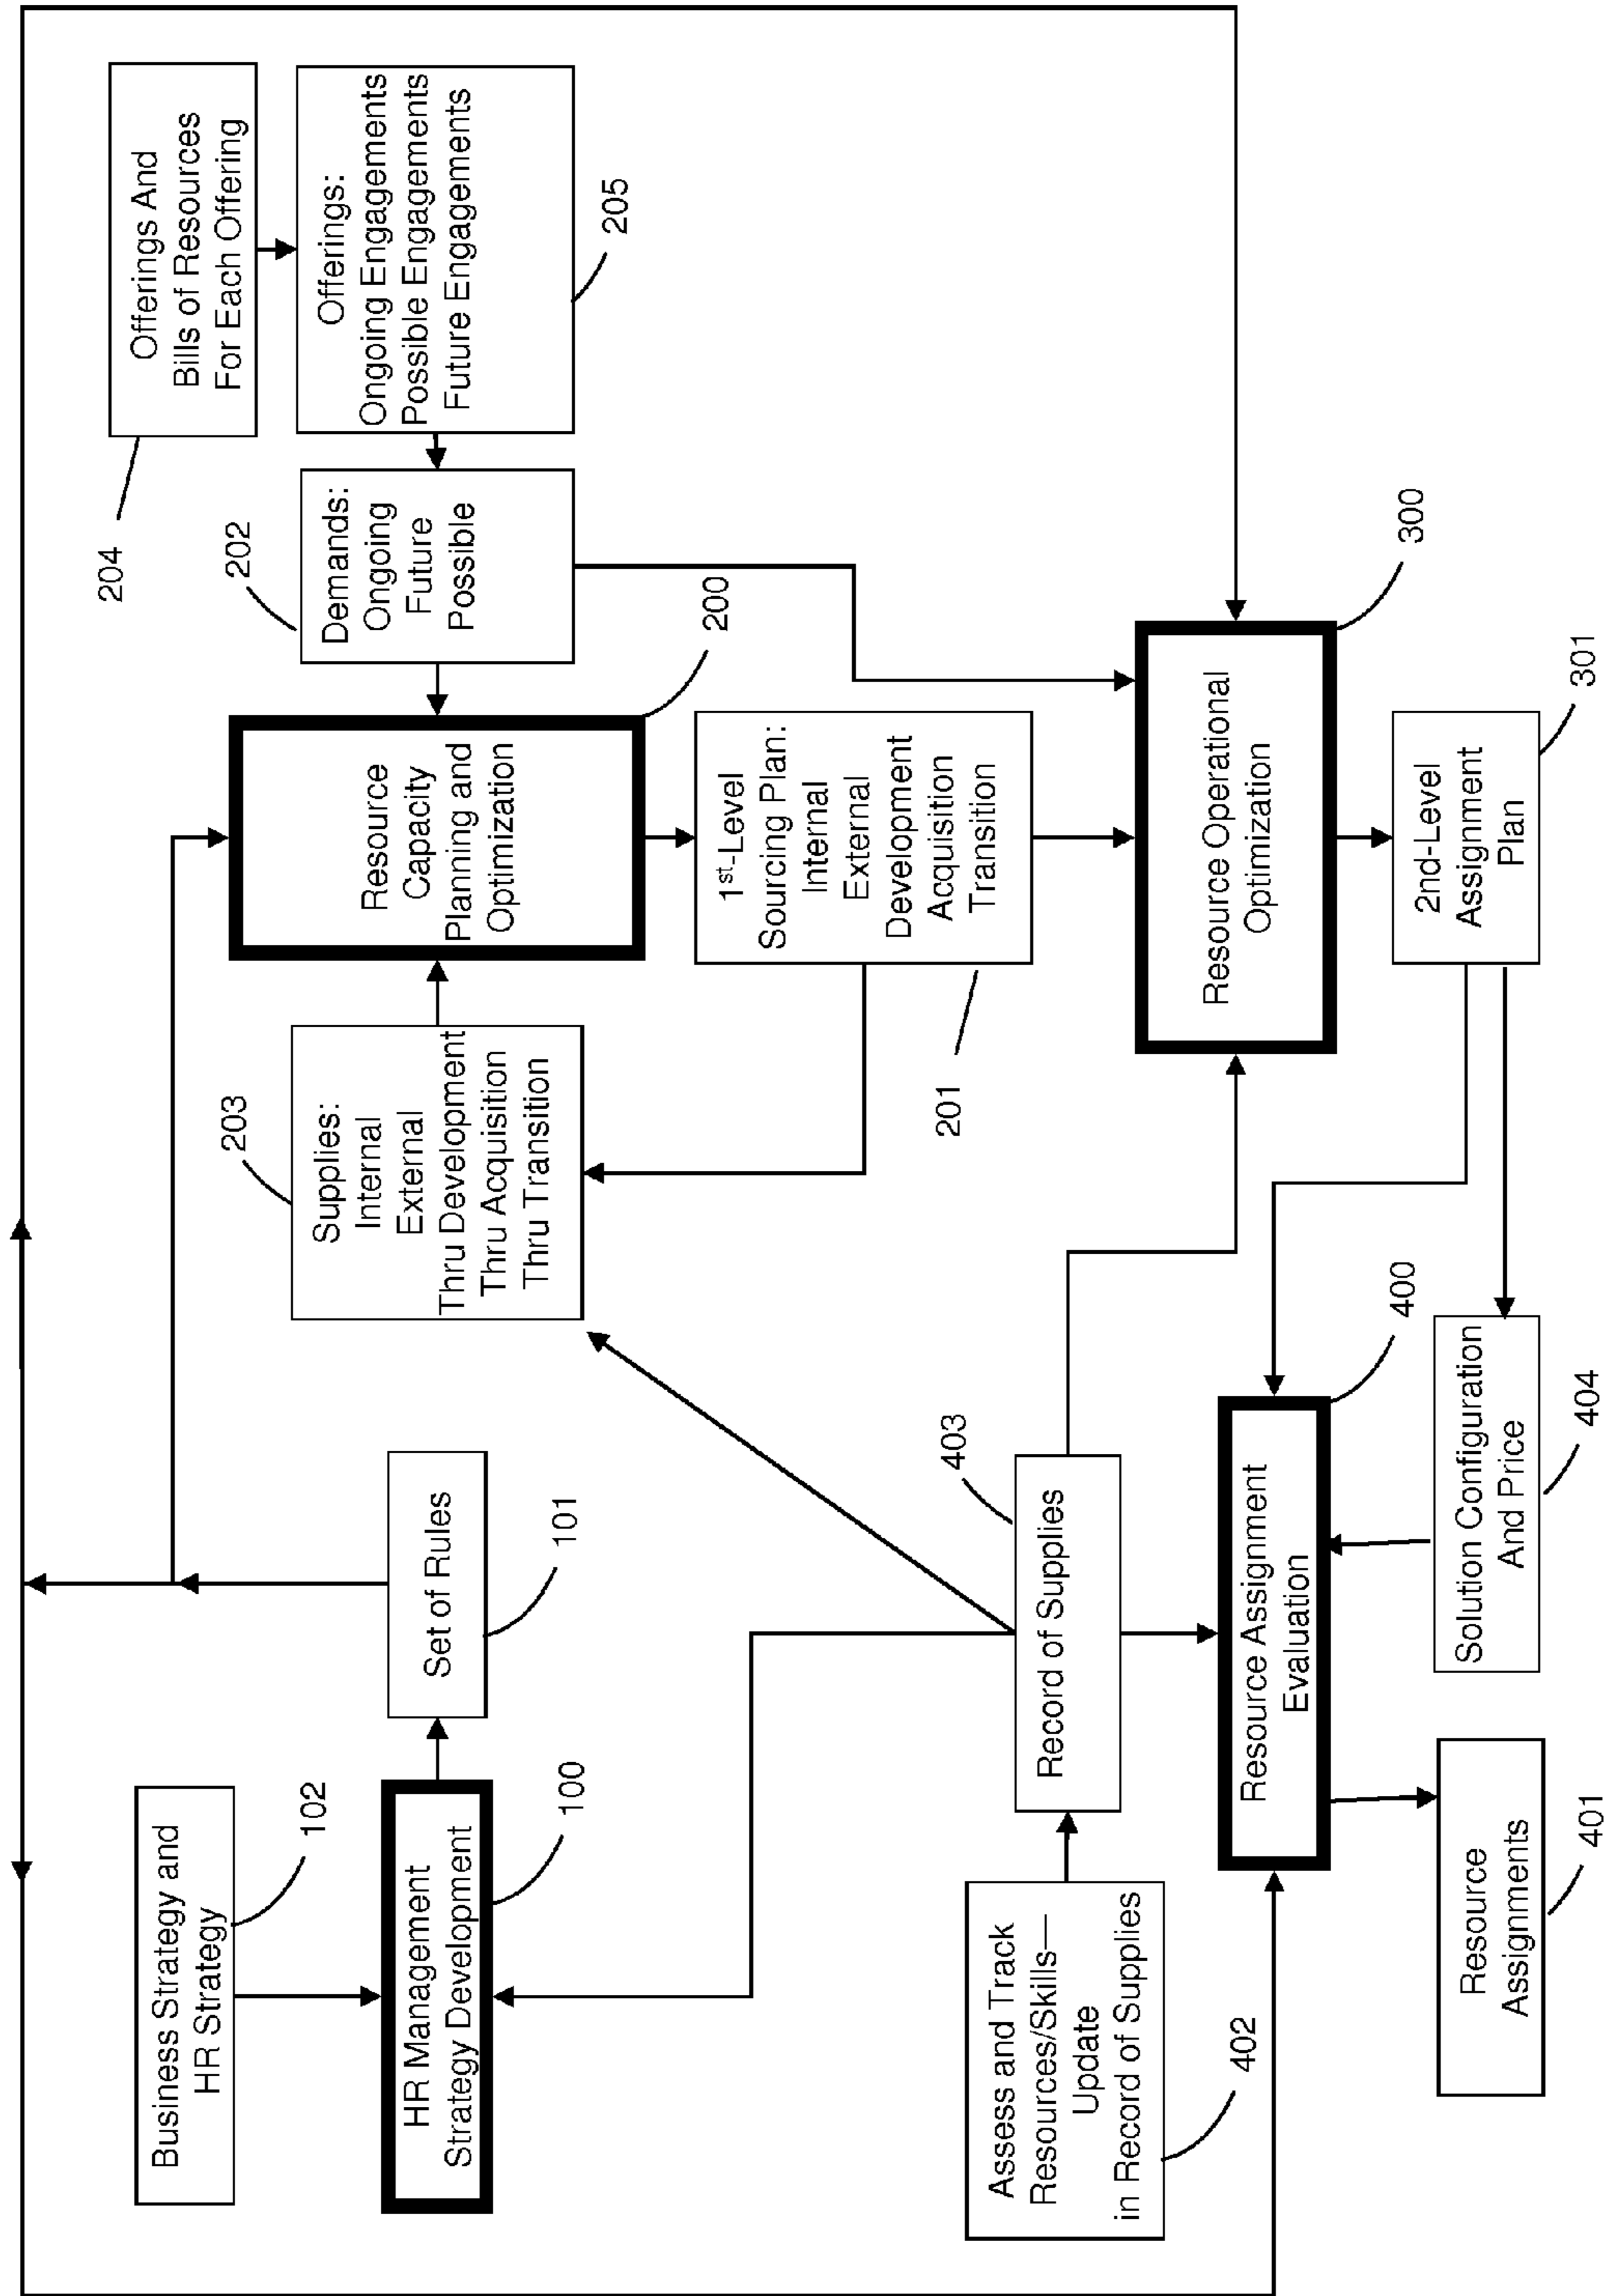 Business Strategy and
HR Strategy
102
HR Management
Strategy Development
100
Set of Rules
101
Supplies:
Internal
External
Thru Development
Thru Acquisition
Thru Transition
203
Resource
Capacity
Planning and
Optimization
200
Demands:
Ongoing
Future
Possible
202
Offerings And
Bills of Resources
For Each Offering
204
Offerings:
Ongoing Engagements
Possible Engagements
Future Engagements
205
1st-Level
Sourcing Plan:
Internal
External
Development
Acquisition
Transition
201
Assess and Track
Resources/Skills—
Update
in Record of Supplies
402
Record of Supplies
403
Resource Assignment
Evaluation
400
Resource Operational
Optimization
300
Resource
Assignments
401
Solution Configuration
And Price
404
2nd-Level
Assignment
Plan
301